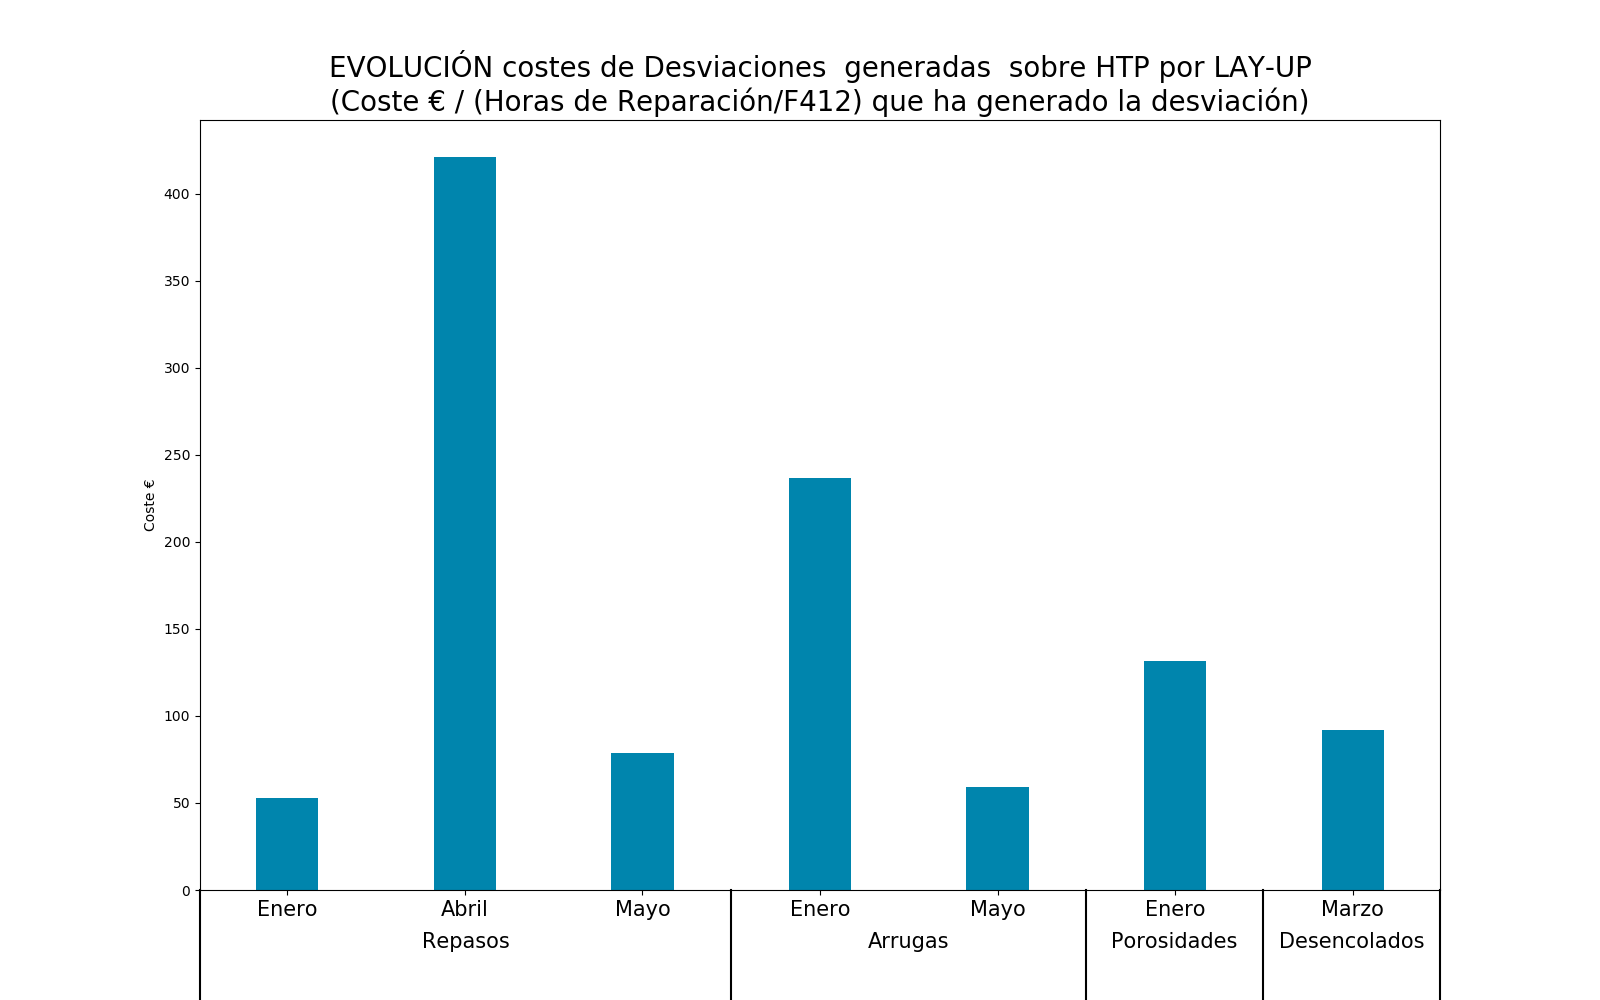 EVOLUCIÓN costes de Desviaciones  generadas  sobre HTP por LAY-UP
(Coste € / (Horas de Reparación/F412) que ha generado la desviación)
400
350
300
250
200
150
100
50
0
Coste €
Enero Abril Mayo Enero Mayo Enero Marzo
Repasos Arrugas Porosidades Desencolados